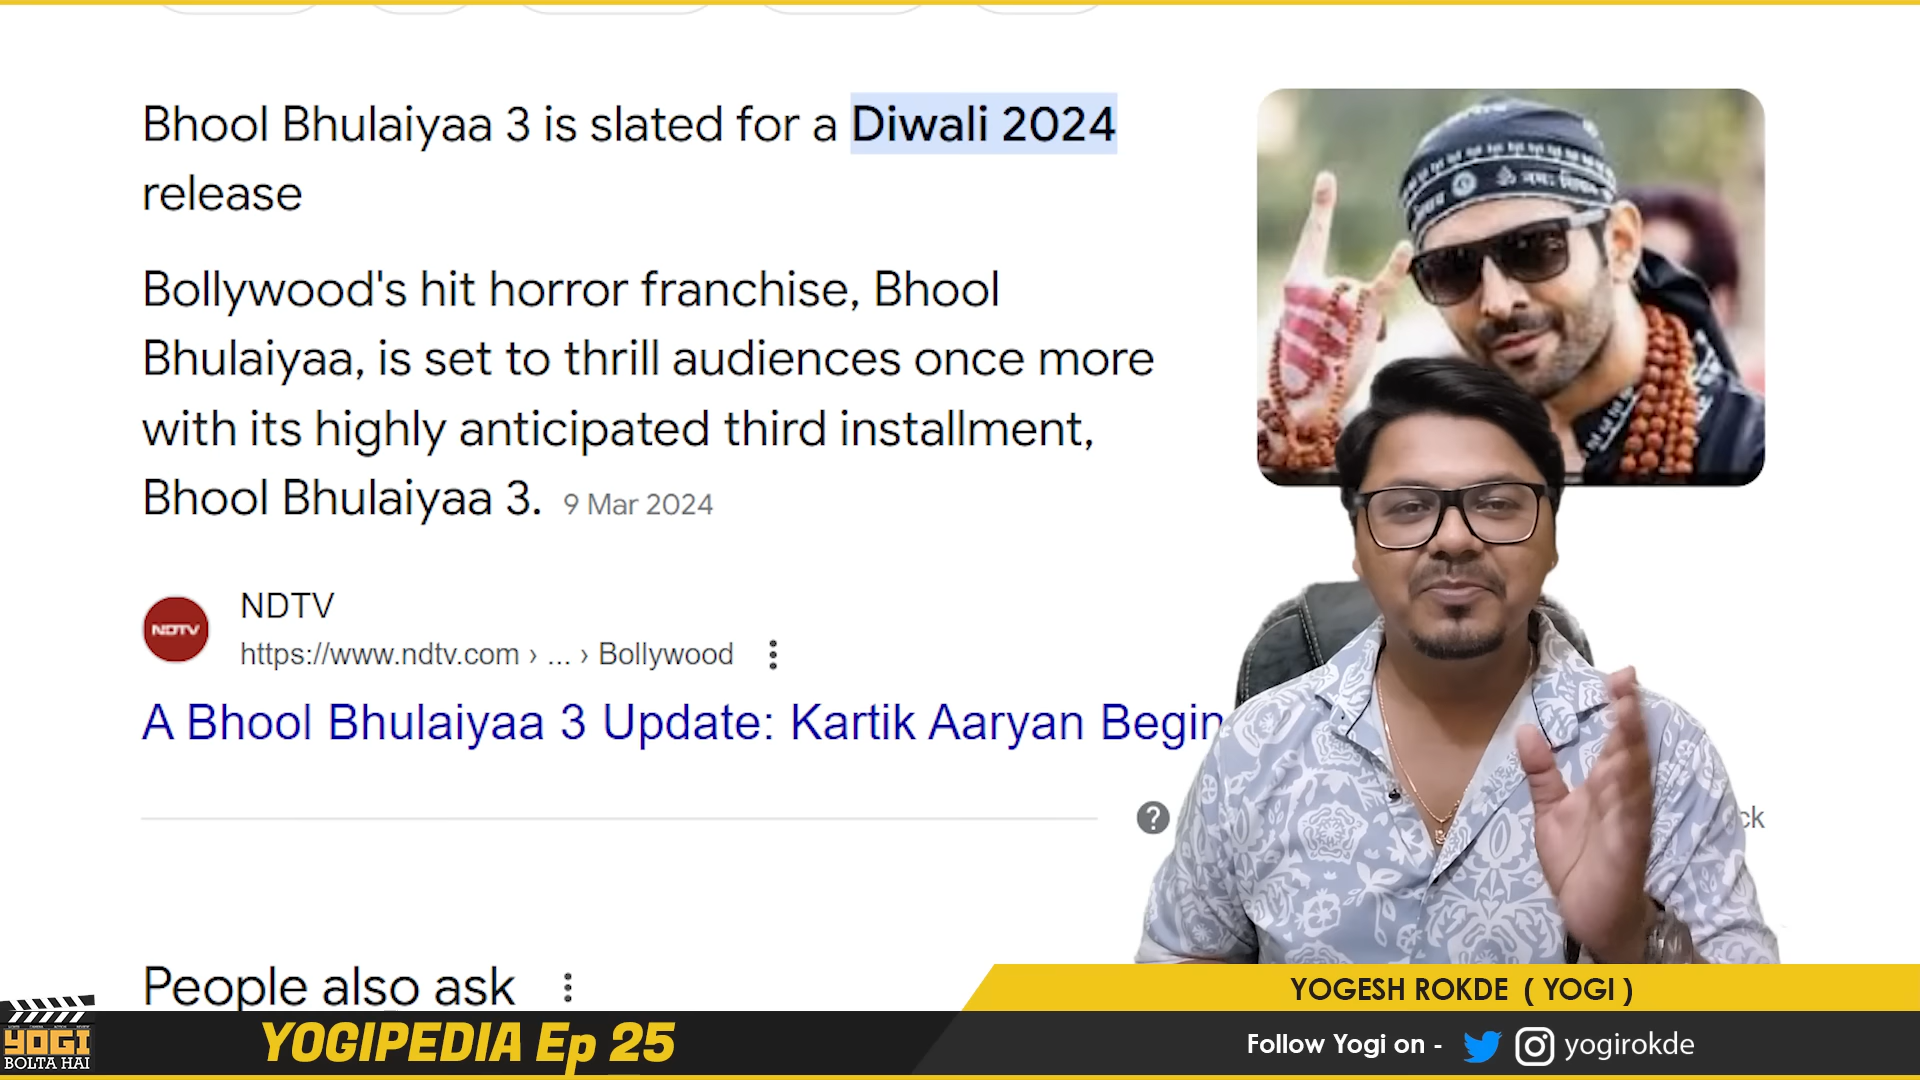 Bhool Bhulaiyaa 3 is slated for a Diwali 2024
release
Bollywood's hit horror franchise, Bhool
Bhulaiyaa, is set to thrill audiences once more
with its highly anticipated third installment,
Bhool Bhulaiyaa 3. 9 Mar 2024
NDTV
NDTV
https://www.ndtv.com › ... › Bollywood
A Bhool Bhulaiyaa 3 Update: Kartik Aaryan Begin
?
ck
People also ask
YOGESH ROKDE ( YOGI )
YOGI
BOLTA HAI
YOGIPEDIA Ep 25
Follow Yogi on - yogirokde